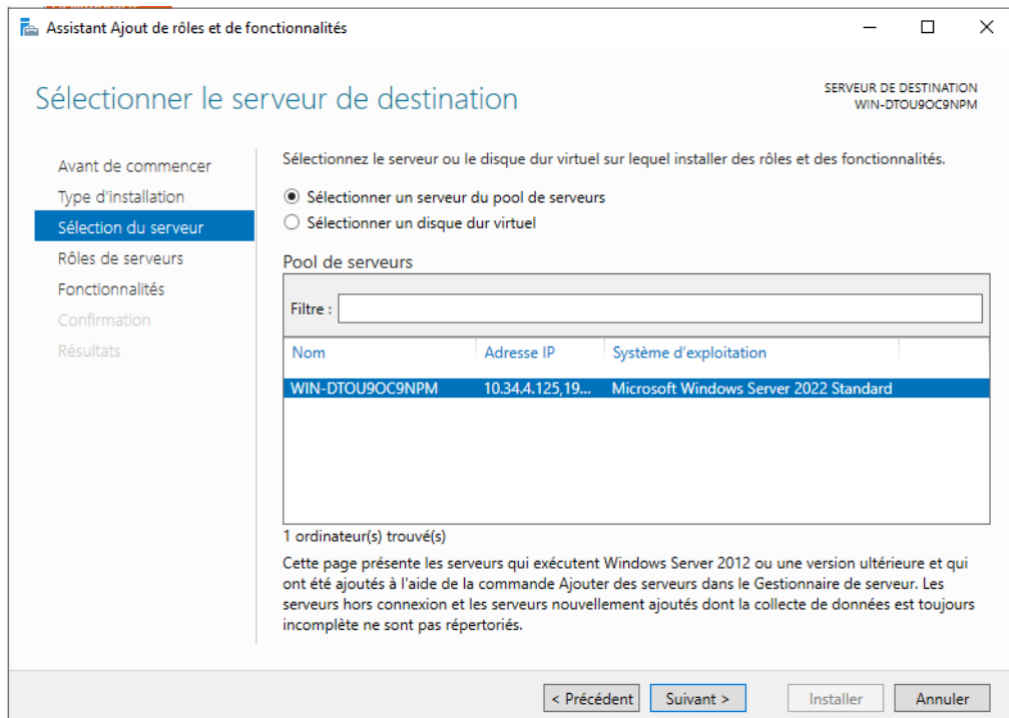 Assistant Ajout de rôles et de fonctionnalités
Sélectionner le serveur de destination
SERVEUR DE DESTINATION
WIN-DTOU9OC9NPM
Avant de commencer
Type d'installation
Sélection du serveur
Rôles de serveurs
Fonctionnalités
Confirmation
Résultats
Sélectionnez le serveur ou le disque dur virtuel sur lequel installer des rôles et des fonctionnalités.
Sélectionner un serveur du pool de serveurs
Sélectionner un disque dur virtuel
Pool de serveurs
Filtre :
Nom Adresse IP Système d'exploitation
WIN-DTOU9OC9NPM 10.34.4.125,19... Microsoft Windows Server 2022 Standard
1 ordinateur(s) trouvé(s)
Cette page présente les serveurs qui exécutent Windows Server 2012 ou une version ultérieure et qui
ont été ajoutés à l'aide de la commande Ajouter des serveurs dans le Gestionnaire de serveur. Les
serveurs hors connexion et les serveurs nouvellement ajoutés dont la collecte de données est toujours
incomplète ne sont pas répertoriés.
< Précédent Suivant > Installer Annuler